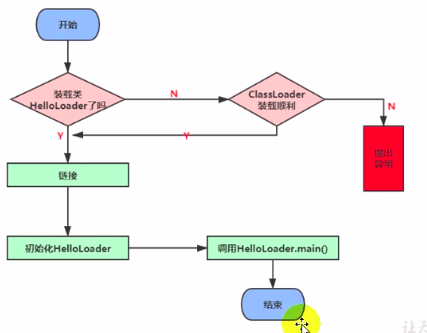 开始
装载类
HelloLoader了吗
N
ClassLoader
装载顺利
N
Y
Y
抛出
异常
链接
初始化HelloLoader
调用HelloLoader.main()
结束